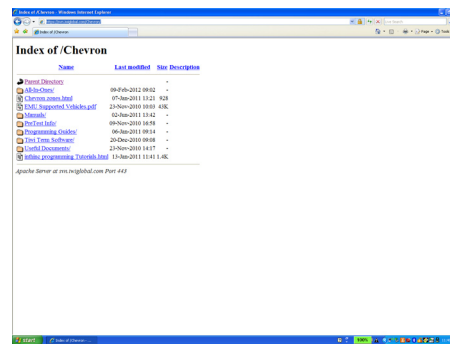 Index of /Chevron - Windows Internet Explorer
Index of /Chevron
Page
Index of /Chevron
Name Last modified Size Description
Parent Directory -
All-In-Ones/ 09-Feb-2012 09:02 -
Chevron zones.html 07-Jan-2011 13:21 928
EMU Supported Vehicles.pdf 23-Nov-2010 10:03 43K
Manuals/ 02-Jun-2011 13:42 -
PreTest Info/ 09-Nov-2010 16:58 -
Programming Guides/ 06-Jan-2011 09:14 -
Tiwi Term Software/ 20-Dec-2010 09:08 -
Useful Documents/ 23-Nov-2010 14:17 -
inthinc programming Tutorials.html 13-Jan-2011 11:41 1.4K
Apache Server at svn.iwiglobal.com Port 443
start
Index of /Chevron - ...
100%